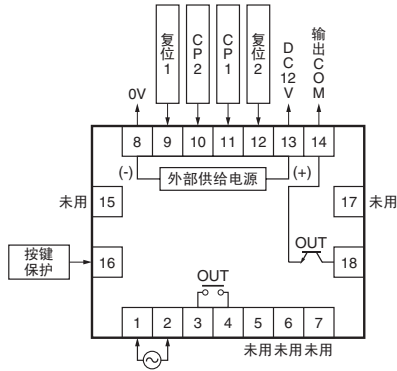 复位1
CP2
CP1
复位2
DC12V
输出COM
0V
8 9 10 11 12 13 14
(-) 外部供给电源 (+)
未用 15
17 未用
按键保护
16
OUT
18
OUT
1 2 3 4 5 6 7
未用 未用 未用